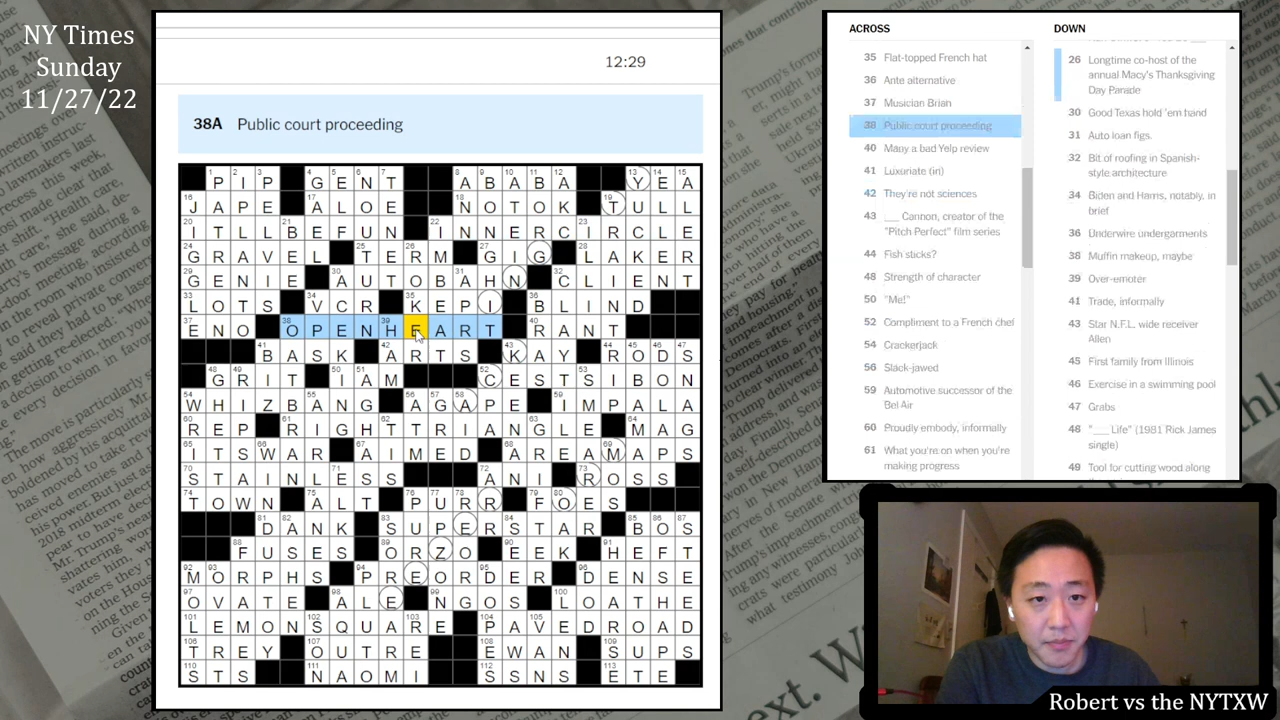 NY Times
Sunday
11/27/22
12:29
38A Public court proceeding
PIP GENT ABABA YEA
JAPE ALOE NOTOK TULL
ITLLBEFUN INNERCIRCLE
GRAVEL TERM GIG LAKER
GENIE AUTOBAHN CLIENT
LOTS VCR KEPI BLIND
ENO OPENHEART RANT
BASK ARTS KAY RODS
GRIT IAM CESTSIBON
WHIZBANG AGAPE IMPALA
REP RIGHTTRIANGLE MAG
ITSWAR AIMED AREAMAPS
STAINLESS ANI ROSS
TOWN ALT PURR FOES
DANK SUPERSTAR BOS
FUSES ORZO EEK HEFT
MORPHS PREORDER DENSE
OVATE ALE NGOS LOATHE
LEMONSQUARE PAVEDROAD
TREY OUTRE EWAN SUPS
STS NAOMI SSNS ETE
ACROSS
35 Flat-topped French hat
36 Ante alternative
37 Musician Brian
38 Public court proceeding
40 Many a bad Yelp review
41 Luxuriate (in)
42 They're not sciences
43 ___ Cannon, creator of the
"Pitch Perfect" film series
44 Fish sticks?
48 Strength of character
50 "Me!"
52 Compliment to a French chef
54 Crackerjack
56 Slack-jawed
59 Automotive successor of the
Bel Air
60 Proudly embody, informally
61 What you're on when you're
making progress
DOWN
26 Longtime co-host of the
annual Macy's Thanksgiving
Day Parade
30 Good Texas hold 'em hand
31 Auto loan figs.
32 Bit of roofing in Spanish-
style architecture
34 Biden and Harris, notably, in
brief
36 Underwire undergarments
38 Muffin makeup, maybe
39 Over-emoter
41 Trade, informally
43 Star N.F.L. wide receiver
Allen
45 First family from Illinois
46 Exercise in a swimming pool
47 Grabs
48 "___ Life" (1981 Rick James
single)
49 Tool for cutting wood along
Robert vs the NYTXW